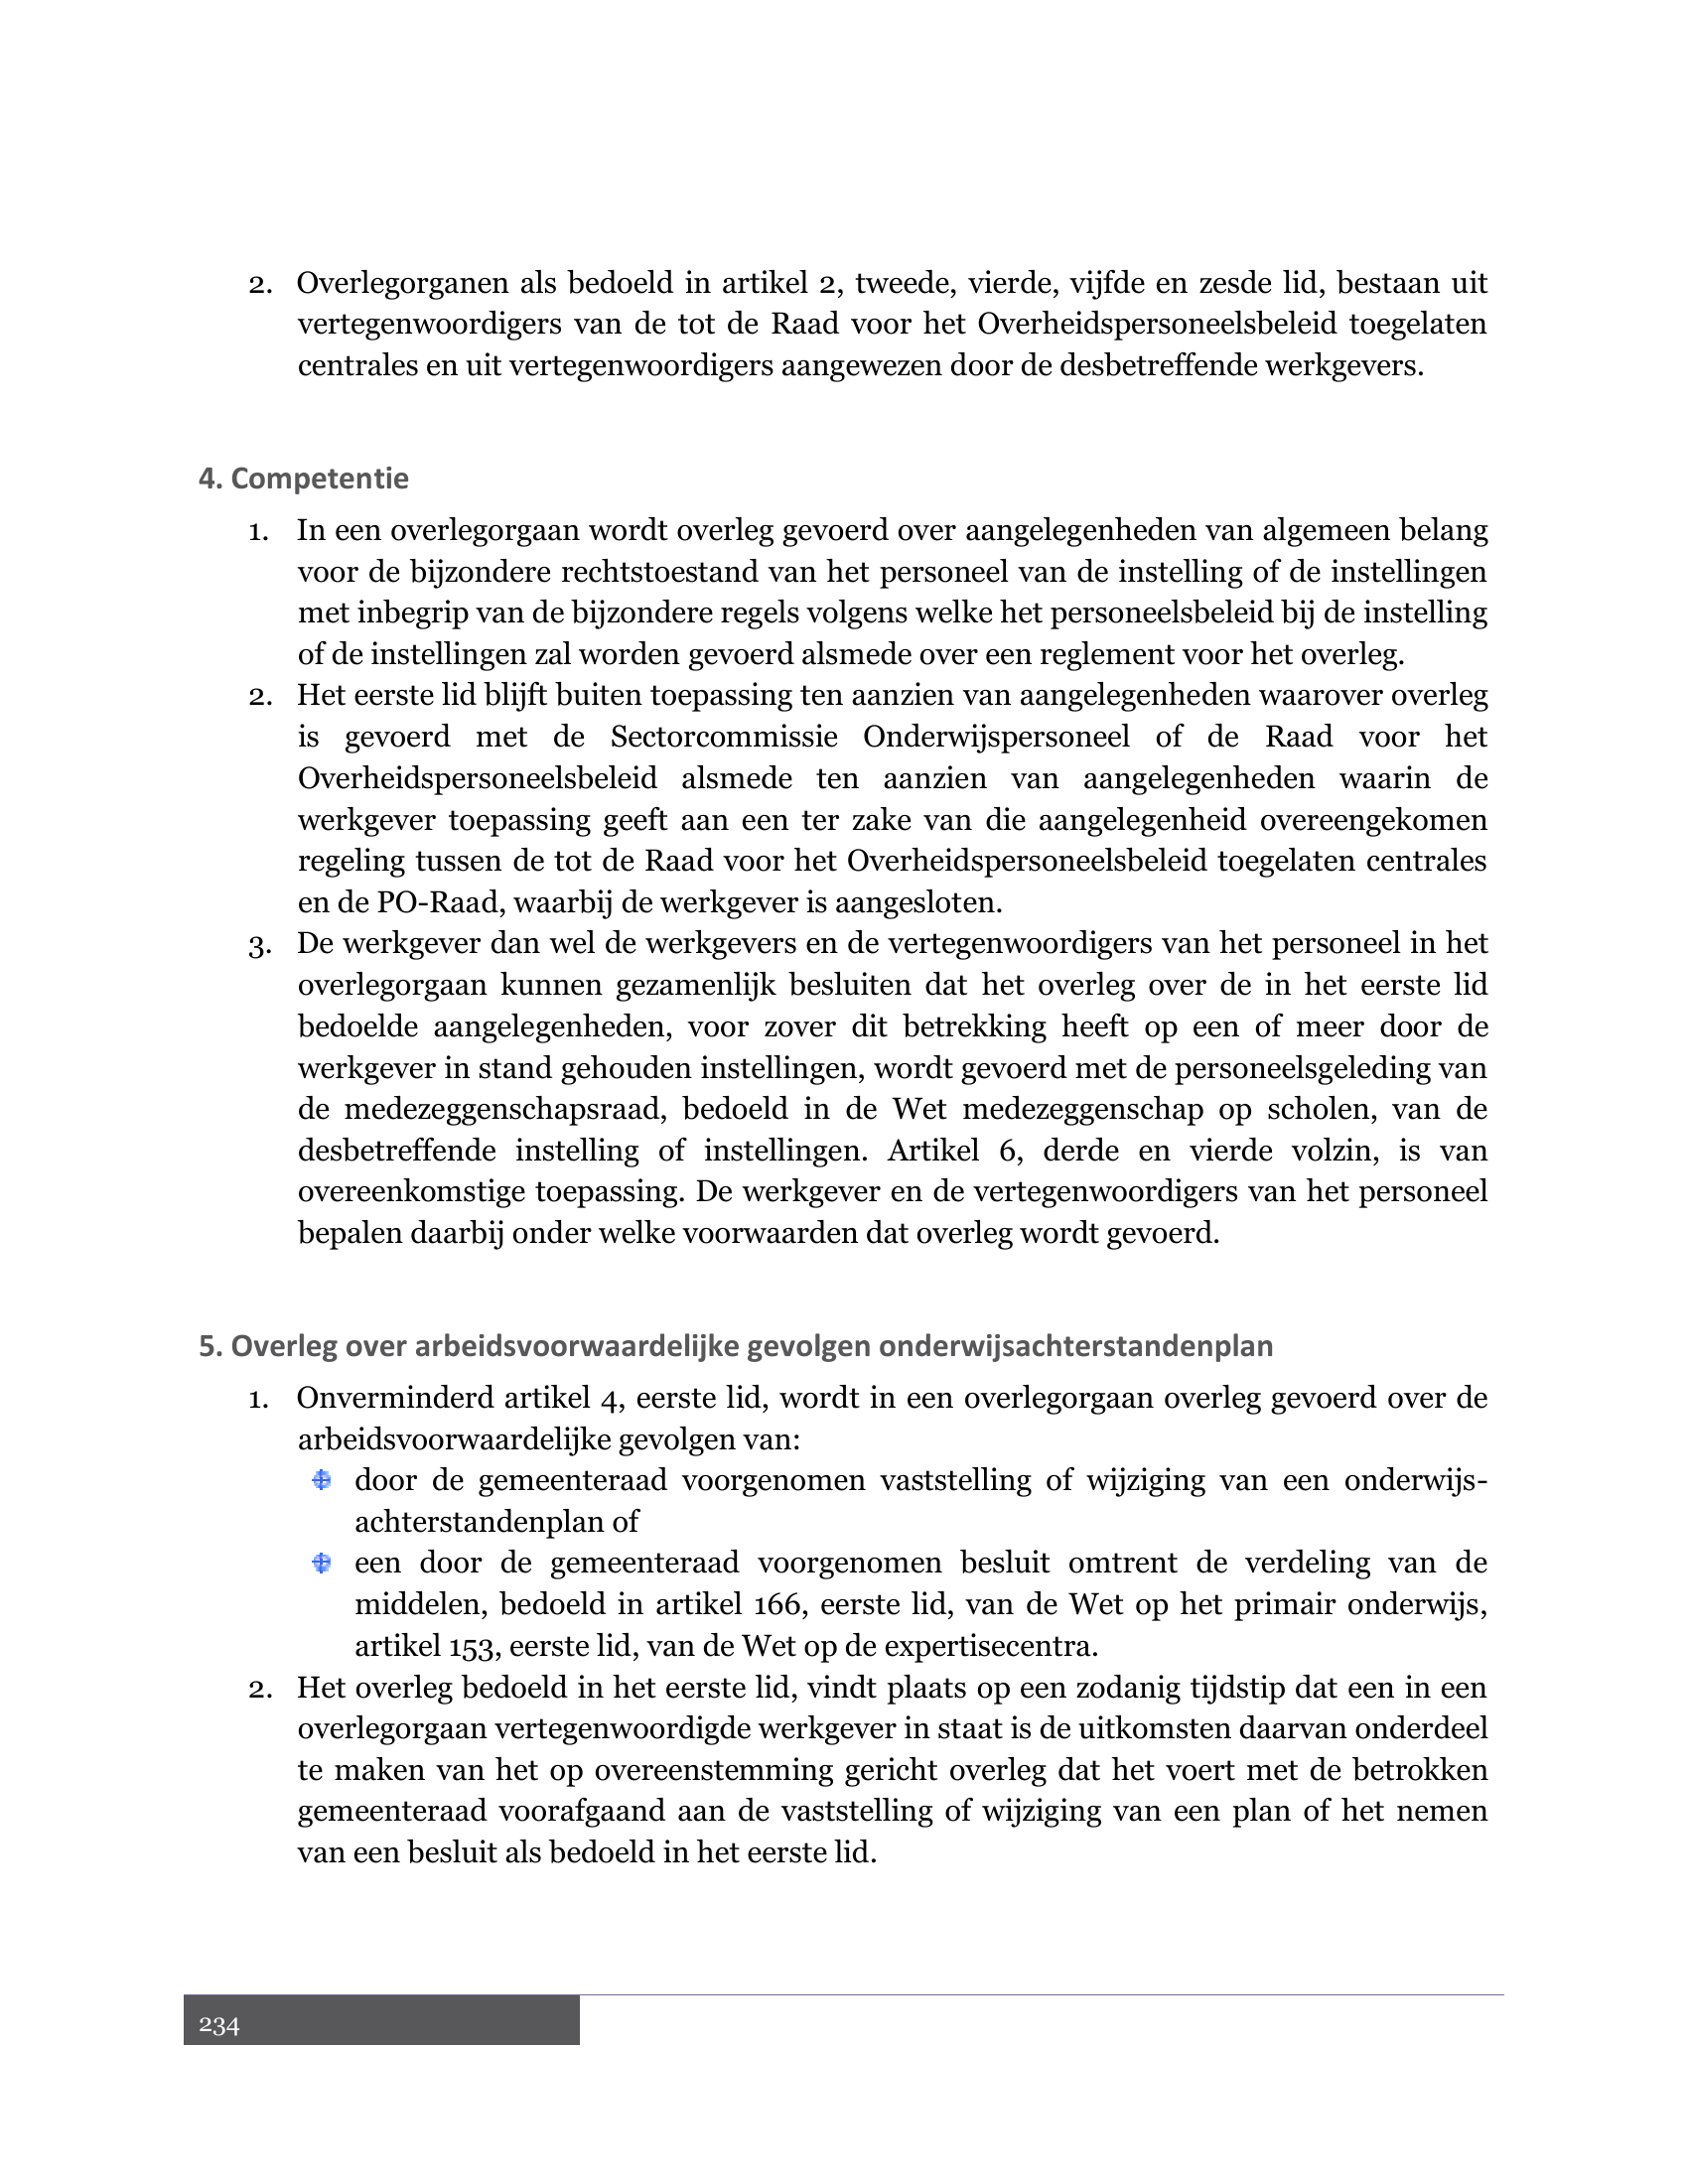 2. Overlegorganen als bedoeld in artikel 2, tweede, vierde, vijfde en zesde lid, bestaan uit
vertegenwoordigers van de tot de Raad voor het Overheidspersoneelsbeleid toegelaten
centrales en uit vertegenwoordigers aangewezen door de desbetreffende werkgevers.
4. Competentie
1. In een overlegorgaan wordt overleg gevoerd over aangelegenheden van algemeen belang
voor de bijzondere rechtstoestand van het personeel van de instelling of de instellingen
met inbegrip van de bijzondere regels volgens welke het personeelsbeleid bij de instelling
of de instellingen zal worden gevoerd alsmede over een reglement voor het overleg.
2. Het eerste lid blijft buiten toepassing ten aanzien van aangelegenheden waarover overleg
is gevoerd met de Sectorcommissie Onderwijspersoneel of de Raad voor het
Overheidspersoneelsbeleid alsmede ten aanzien van aangelegenheden waarin de
werkgever toepassing geeft aan een ter zake van die aangelegenheid overeengekomen
regeling tussen de tot de Raad voor het Overheidspersoneelsbeleid toegelaten centrales
en de PO-Raad, waarbij de werkgever is aangesloten.
3. De werkgever dan wel de werkgevers en de vertegenwoordigers van het personeel in het
overlegorgaan kunnen gezamenlijk besluiten dat het overleg over de in het eerste lid
bedoelde aangelegenheden, voor zover dit betrekking heeft op een of meer door de
werkgever in stand gehouden instellingen, wordt gevoerd met de personeelsgeleding van
de medezeggenschapsraad, bedoeld in de Wet medezeggenschap op scholen, van de
desbetreffende instelling of instellingen. Artikel 6, derde en vierde volzin, is van
overeenkomstige toepassing. De werkgever en de vertegenwoordigers van het personeel
bepalen daarbij onder welke voorwaarden dat overleg wordt gevoerd.
5. Overleg over arbeidsvoorwaardelijke gevolgen onderwijsachterstandenplan
1. Onverminderd artikel 4, eerste lid, wordt in een overlegorgaan overleg gevoerd over de
arbeidsvoorwaardelijke gevolgen van:
door de gemeenteraad voorgenomen vaststelling of wijziging van een onderwijs-
achterstandenplan of
een door de gemeenteraad voorgenomen besluit omtrent de verdeling van de
middelen, bedoeld in artikel 166, eerste lid, van de Wet op het primair onderwijs,
artikel 153, eerste lid, van de Wet op de expertisecentra.
2. Het overleg bedoeld in het eerste lid, vindt plaats op een zodanig tijdstip dat een in een
overlegorgaan vertegenwoordigde werkgever in staat is de uitkomsten daarvan onderdeel
te maken van het op overeenstemming gericht overleg dat het voert met de betrokken
gemeenteraad voorafgaand aan de vaststelling of wijziging van een plan of het nemen
van een besluit als bedoeld in het eerste lid.
234